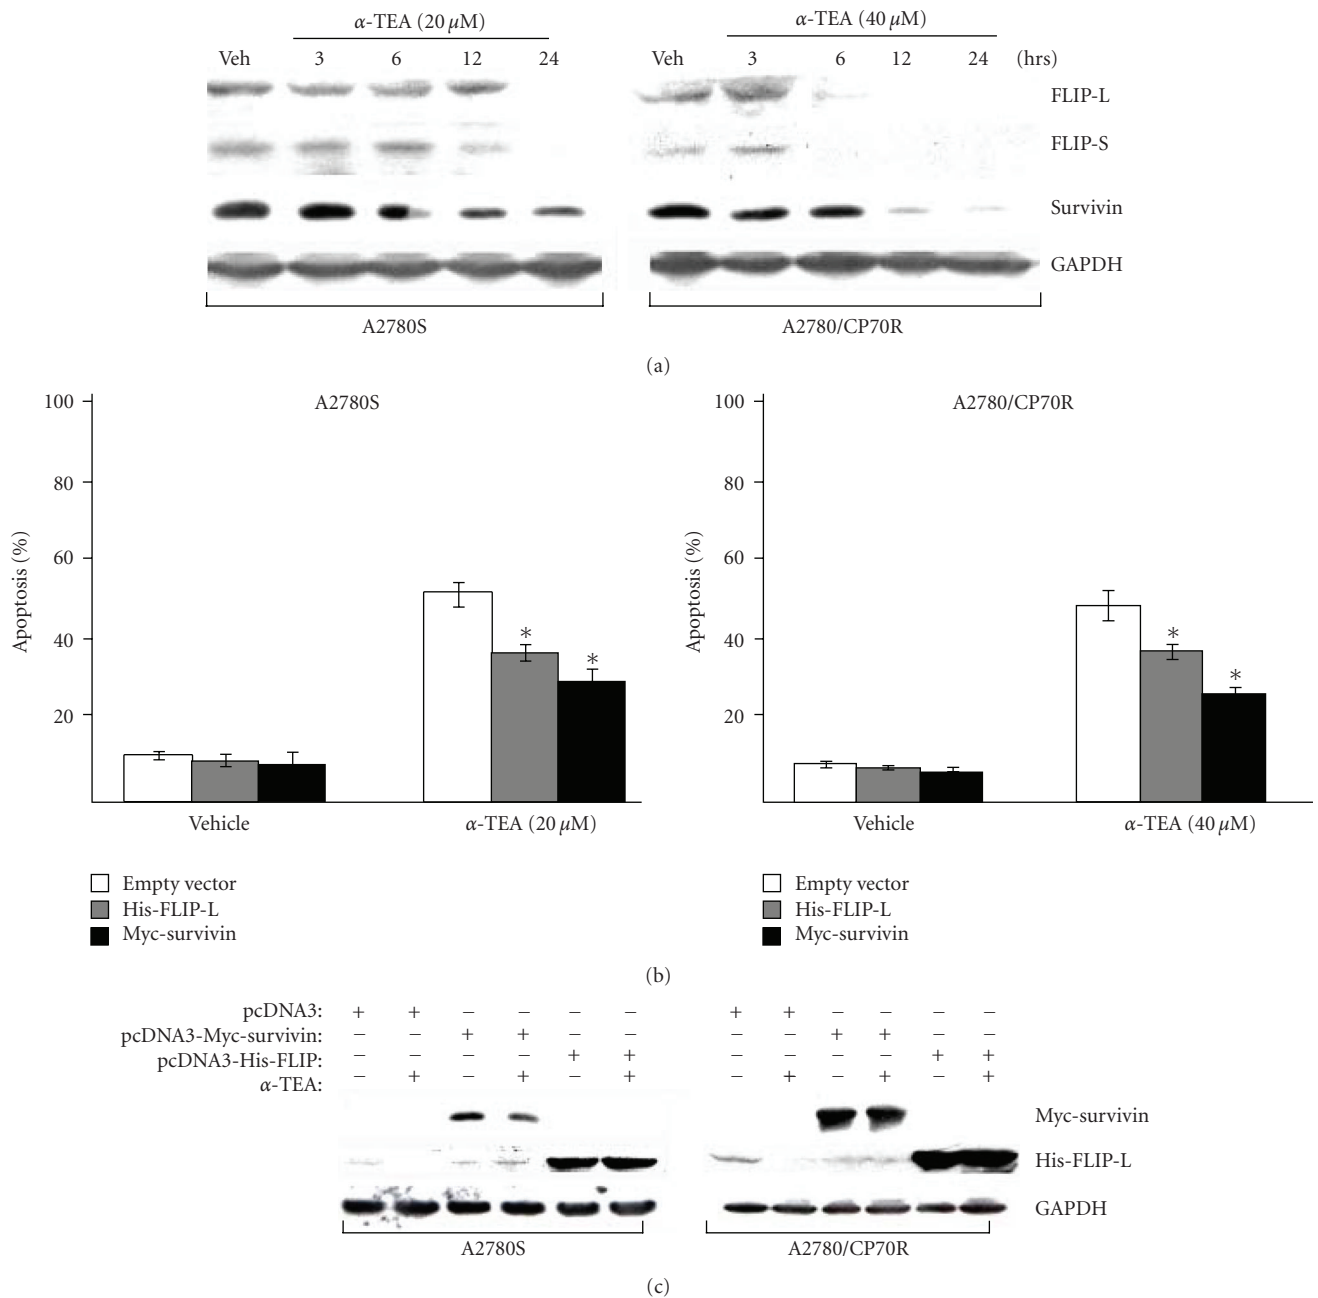 α-TEA (20 μM)
α-TEA (40 μM)
Veh 3 6 12 24
Veh 3 6 12 24 (hrs)
FLIP-L
FLIP-S
Survivin
GAPDH
A2780S
A2780/CP70R
(a)
A2780S
100
80
60
40
20
Apoptosis (%)
* *
Vehicle
α-TEA (20 μM)
Empty vector
His-FLIP-L
Myc-survivin
A2780/CP70R
100
80
60
40
20
Apoptosis (%)
* *
Vehicle
α-TEA (40 μM)
Empty vector
His-FLIP-L
Myc-survivin
(b)
pcDNA3: + + − − − − + + − − − −
pcDNA3-Myc-survivin: − − + + − − − − + + − −
pcDNA3-His-FLIP: − − − − + + − − − − + +
α-TEA: − + − + − + − + − + − +
Myc-survivin
His-FLIP-L
GAPDH
A2780S
A2780/CP70R
(c)